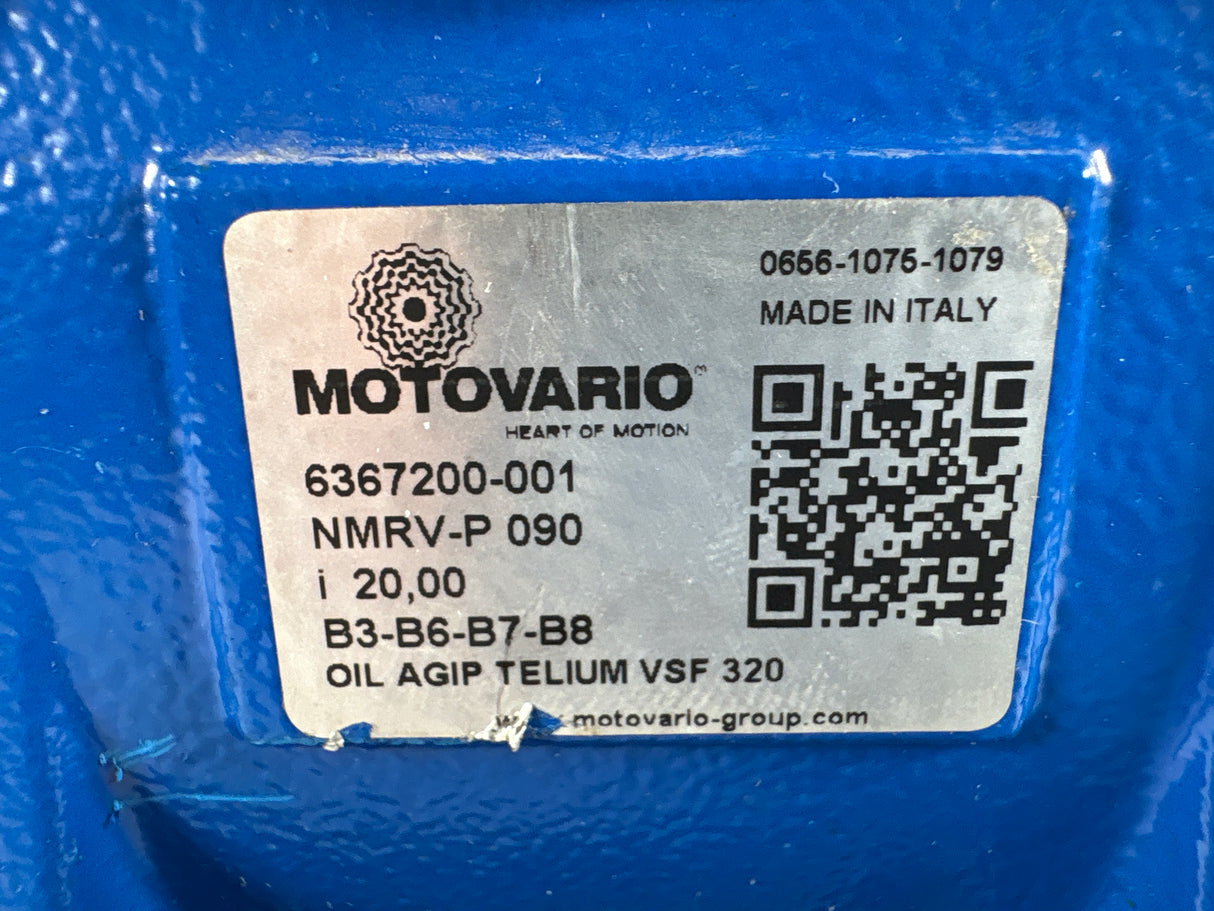 0656-1075-1079
MADE IN ITALY
MOTOVARIO™
HEART OF MOTION
6367200-001
NMRV-P 090
i 20,00
B3-B6-B7-B8
OIL AGIP TELIUM VSF 320
motovario-group.com